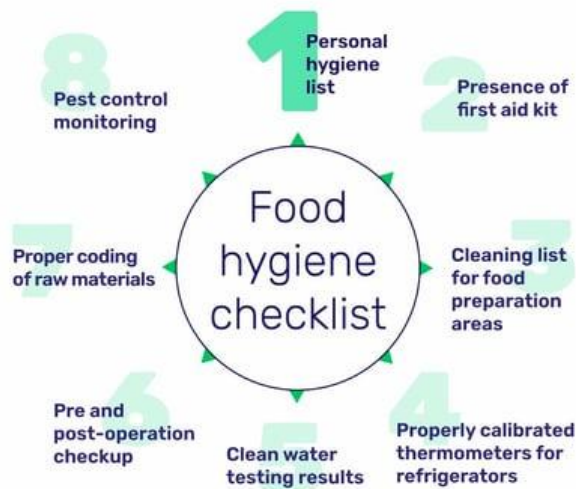 Food
hygiene
checklist
1
Personal
hygiene
list
2
Presence of
first aid kit
3
Cleaning list
for food
preparation
areas
4
Properly calibrated
thermometers for
refrigerators
5
Clean water
testing results
6
Pre and
post-operation
checkup
7
Proper coding
of raw materials
8
Pest control
monitoring